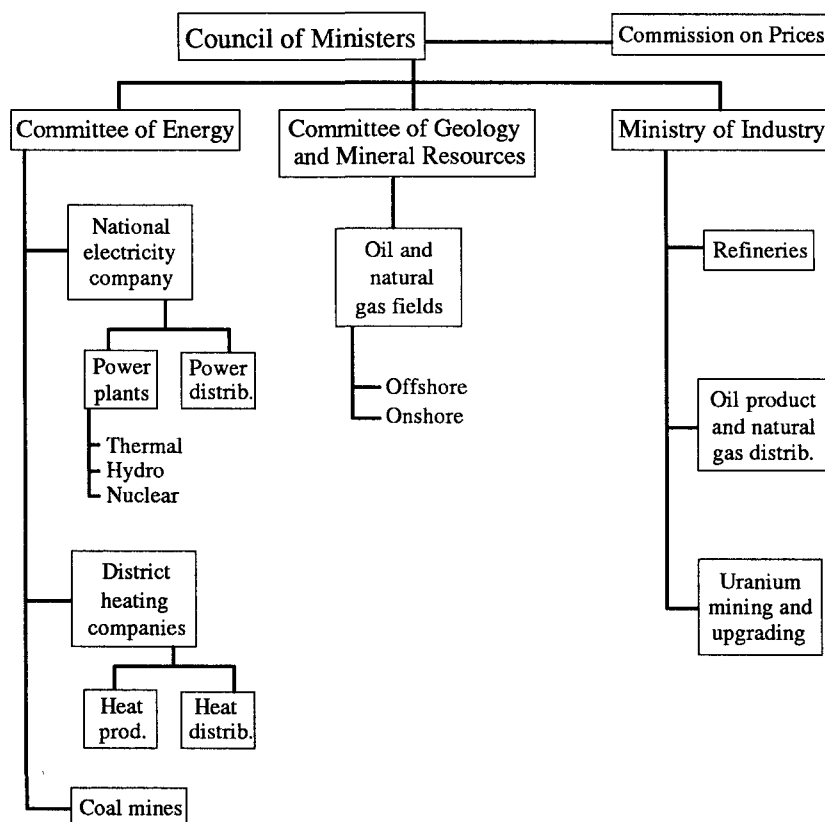 Council of Ministers
Commission on Prices
Committee of Energy
Committee of Geology
and Mineral Resources
Ministry of Industry
National
electricity
company
Power
plants
Power
distrib.
Thermal
Hydro
Nuclear
District
heating
companies
Heat
prod.
Heat
distrib.
Coal mines
Oil and
natural
gas fields
Offshore
Onshore
Refineries
Oil product
and natural
gas distrib.
Uranium
mining and
upgrading